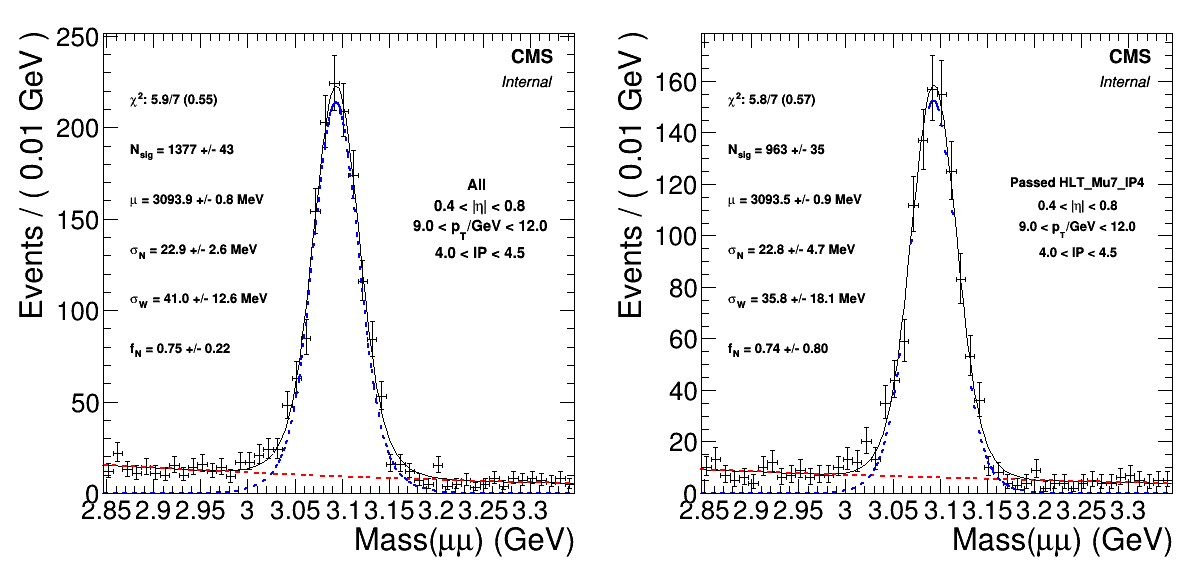 Events / ( 0.01 GeV )
250
200
150
100
50
0
CMS
Internal
χ²: 5.9/7 (0.55)
N_sig = 1377 +/- 43
μ = 3093.9 +/- 0.8 MeV
σ_N = 22.9 +/- 2.6 MeV
σ_W = 41.0 +/- 12.6 MeV
f_N = 0.75 +/- 0.22
All
0.4 < |η| < 0.8
9.0 < p_T/GeV < 12.0
4.0 < IP < 4.5
2.85 2.9 2.95 3 3.05 3.1 3.15 3.2 3.25 3.3
Mass(μμ) (GeV)
Events / ( 0.01 GeV )
160
140
120
100
80
60
40
20
0
CMS
Internal
χ²: 5.8/7 (0.57)
N_sig = 963 +/- 35
μ = 3093.5 +/- 0.9 MeV
σ_N = 22.8 +/- 4.7 MeV
σ_W = 35.8 +/- 18.1 MeV
f_N = 0.74 +/- 0.80
Passed HLT_Mu7_IP4
0.4 < |η| < 0.8
9.0 < p_T/GeV < 12.0
4.0 < IP < 4.5
2.85 2.9 2.95 3 3.05 3.1 3.15 3.2 3.25 3.3
Mass(μμ) (GeV)